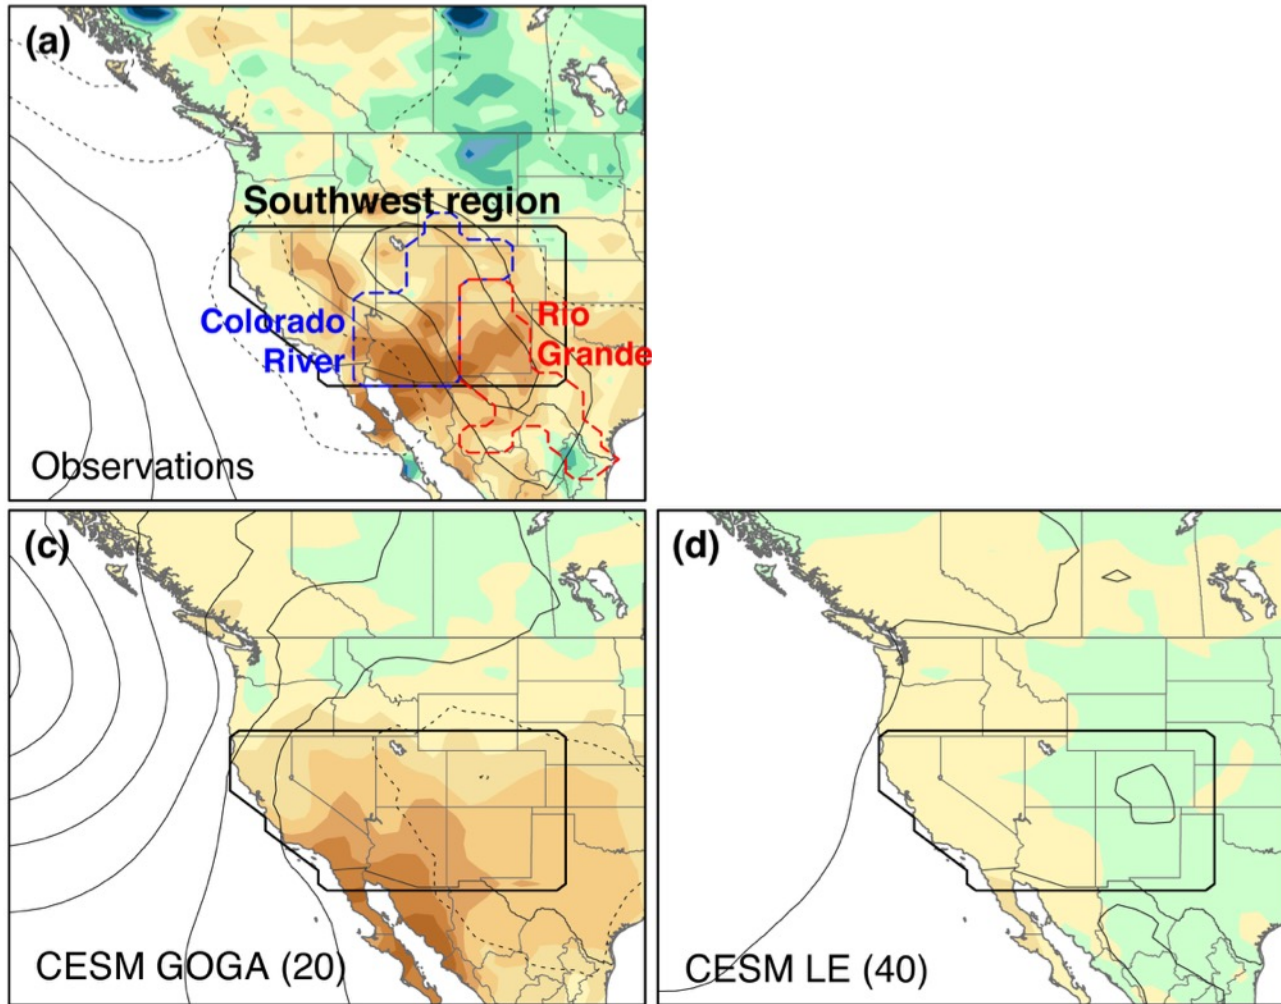 (a)
Southwest region
Colorado
River
Rio
Grande
Observations
(c)
CESM GOGA (20)
(d)
CESM LE (40)